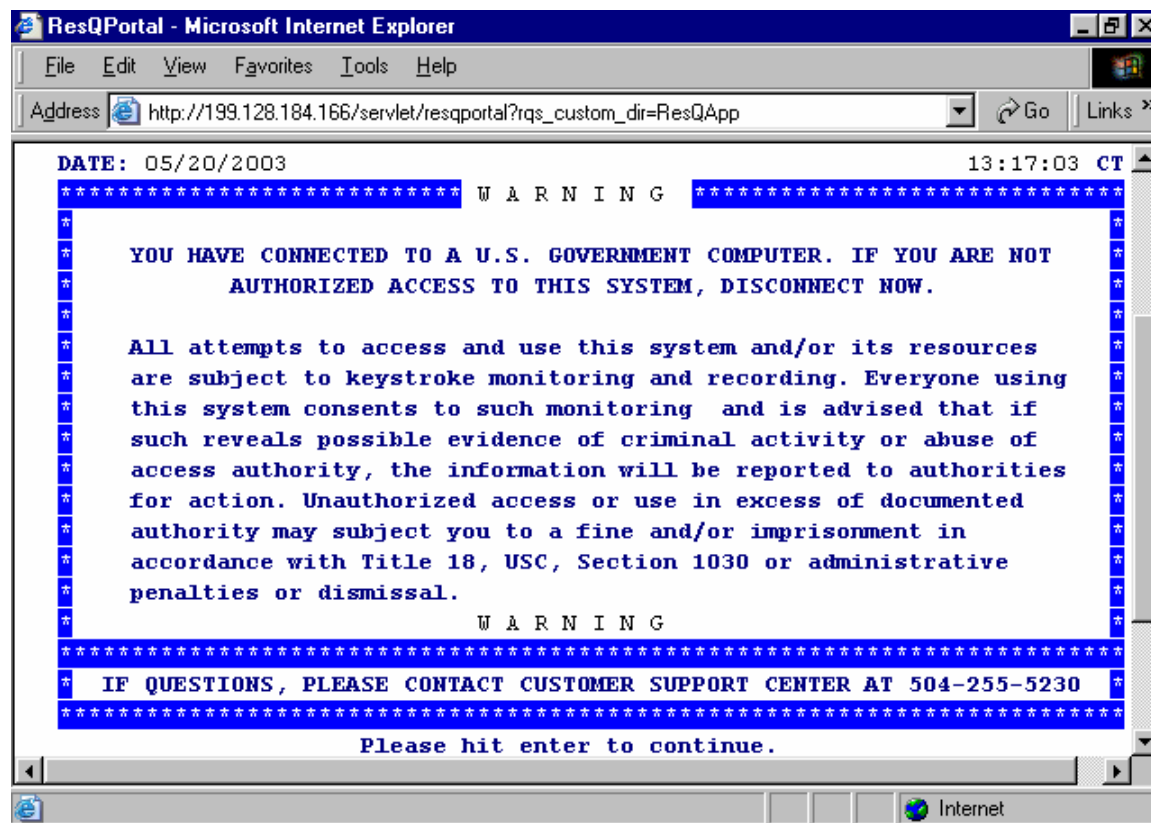 ResQPortal - Microsoft Internet Explorer
File Edit View Favorites Tools Help
Address http://199.128.184.166/servlet/resqportal?rqs_custom_dir=ResQApp Go Links »
DATE: 05/20/2003 13:17:03 CT
**************************** W A R N I N G ******************************
* *
* YOU HAVE CONNECTED TO A U.S. GOVERNMENT COMPUTER. IF YOU ARE NOT *
* AUTHORIZED ACCESS TO THIS SYSTEM, DISCONNECT NOW. *
* *
* All attempts to access and use this system and/or its resources *
* are subject to keystroke monitoring and recording. Everyone using *
* this system consents to such monitoring  and is advised that if *
* such reveals possible evidence of criminal activity or abuse of *
* access authority, the information will be reported to authorities *
* for action. Unauthorized access or use in excess of documented *
* authority may subject you to a fine and/or imprisonment in *
* accordance with Title 18, USC, Section 1030 or administrative *
* penalties or dismissal. *
* W A R N I N G *
**************************************************************************
* IF QUESTIONS, PLEASE CONTACT CUSTOMER SUPPORT CENTER AT 504-255-5230 *
**************************************************************************
Please hit enter to continue.
Internet